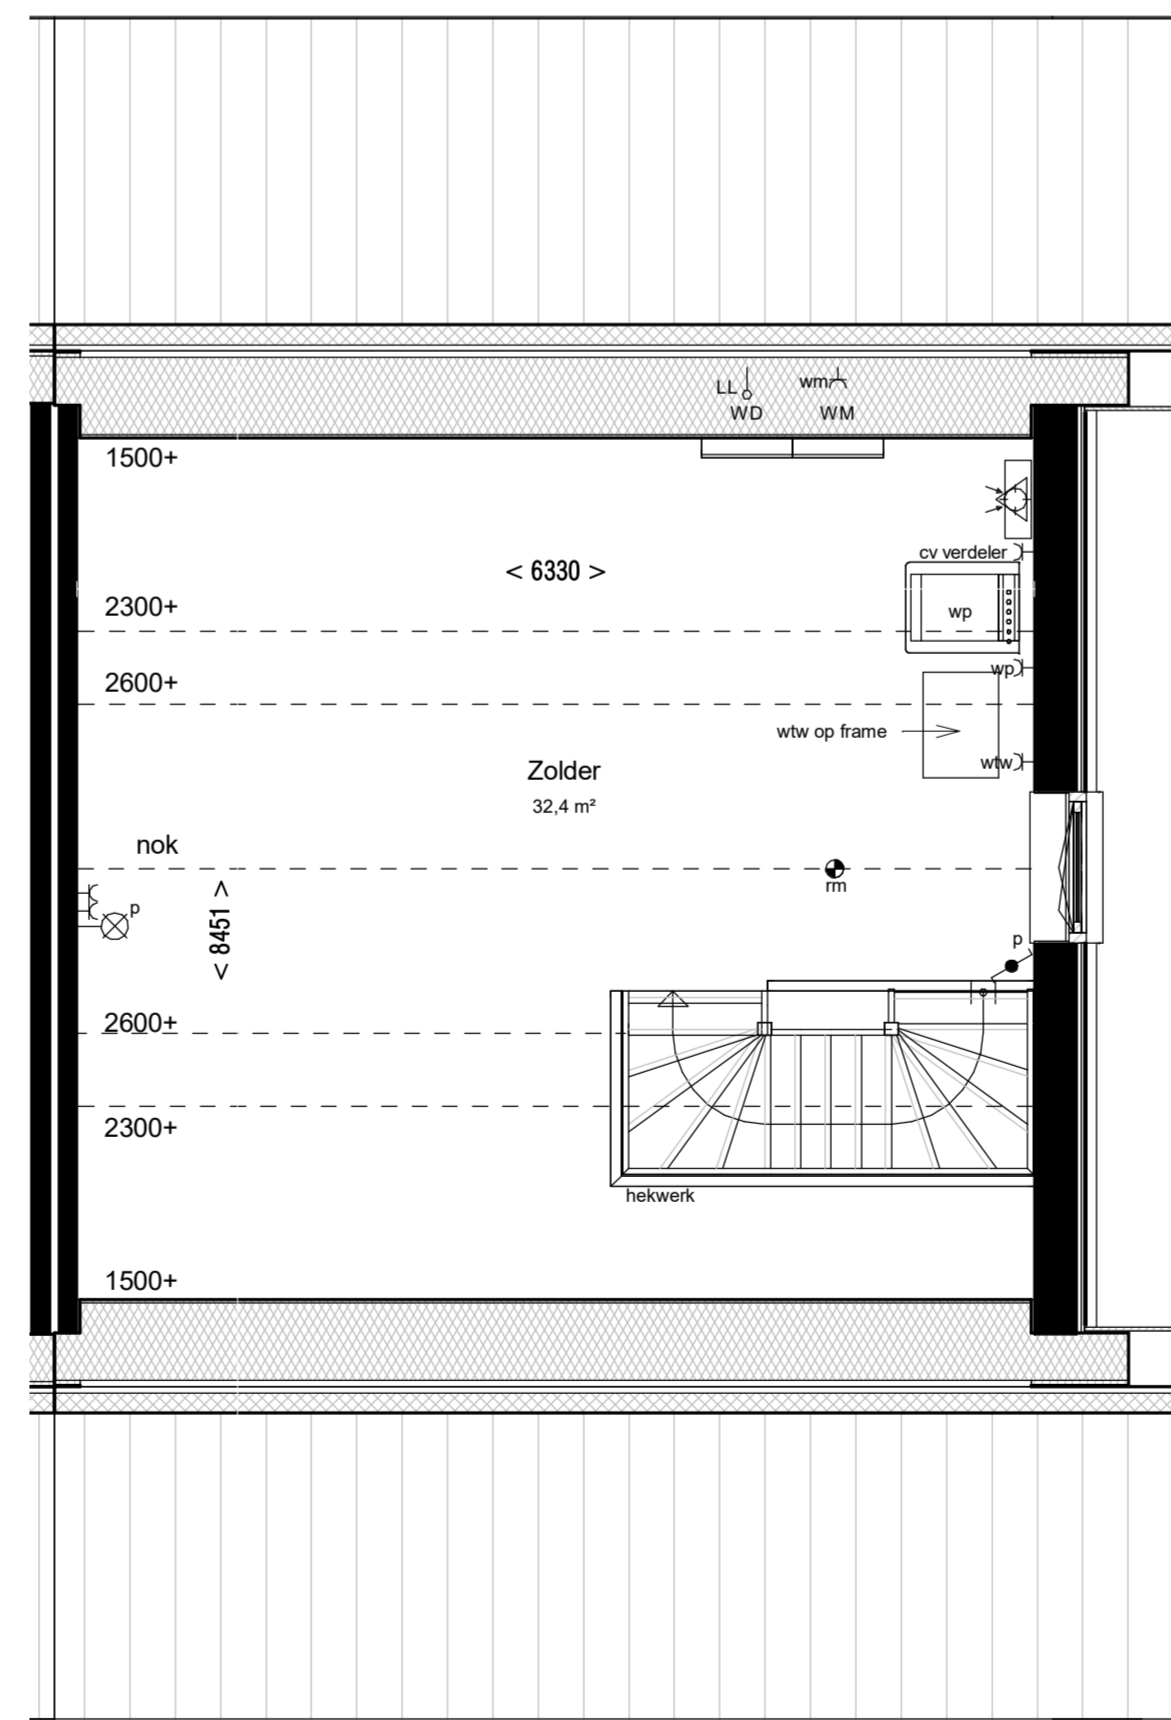 LL
wm
WD
WM
1500+
cv verdeler
< 6330 >
2300+
wp
2600+
wp
wtw op frame
wtw
Zolder
32,4 m²
nok
rm
p
< 8451 >
p
2600+
2300+
hekwerk
1500+